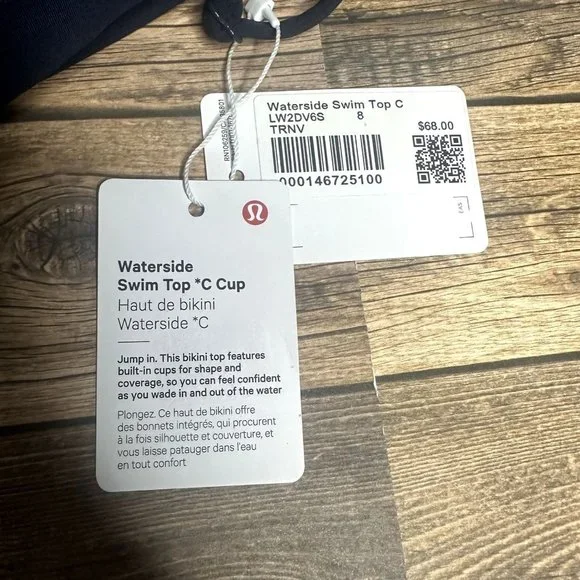 Waterside Swim Top C
LW2DV6S 8
TRNV
$68.00
000146725100
Waterside
Swim Top *C Cup
Haut de bikini
Waterside *C
Jump in. This bikini top features
built-in cups for shape and
coverage, so you can feel confident
as you wade in and out of the water
Plongez. Ce haut de bikini offre
des bonnets intégrés, qui procurent
à la fois silhouette et couverture, et
vous laisse patauger dans l'eau
en tout confort